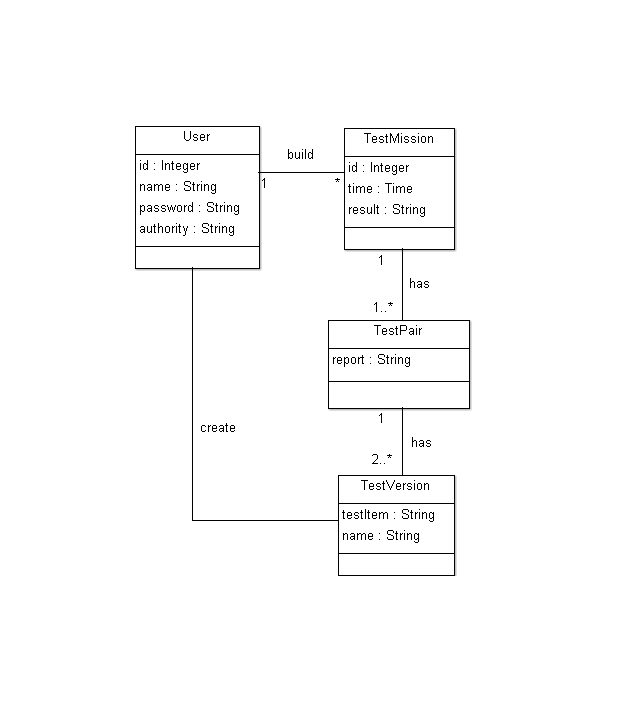 User
id : Integer
name : String
password : String
authority : String
build
1
*
TestMission
id : Integer
time : Time
result : String
1
has
1..*
TestPair
report : String
1
has
2..*
create
TestVersion
testItem : String
name : String